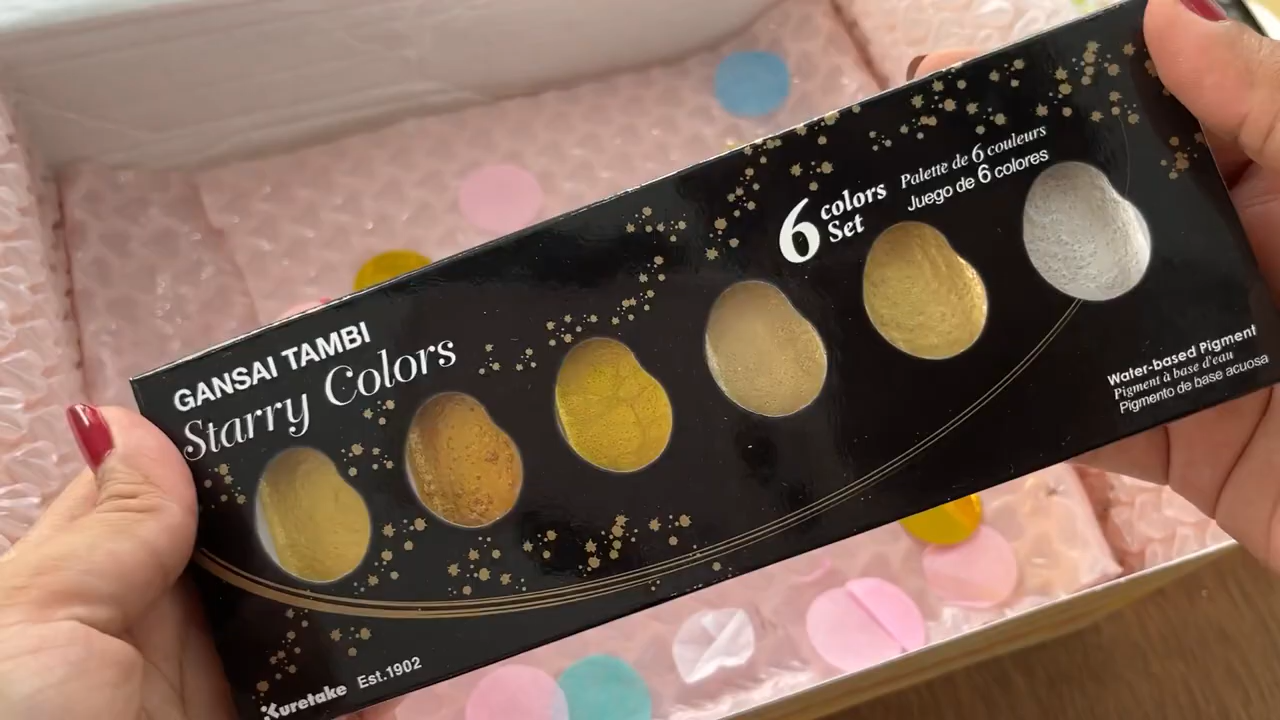 GANSAI TAMBI
Starry Colors
6 colors
Set
Palette de 6 couleurs
Juego de 6 colores
Water-based Pigment
Pigment à base d'eau
Pigmento de base acuosa
Kuretake Est.1902